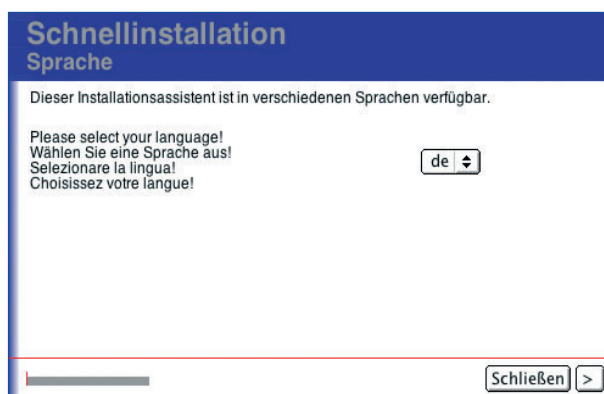 Schnellinstallation
Sprache
Dieser Installationsassistent ist in verschiedenen Sprachen verfügbar.
Please select your language!
Wählen Sie eine Sprache aus!
Selezionare la lingua!
Choisissez votre langue!
de
Schließen >